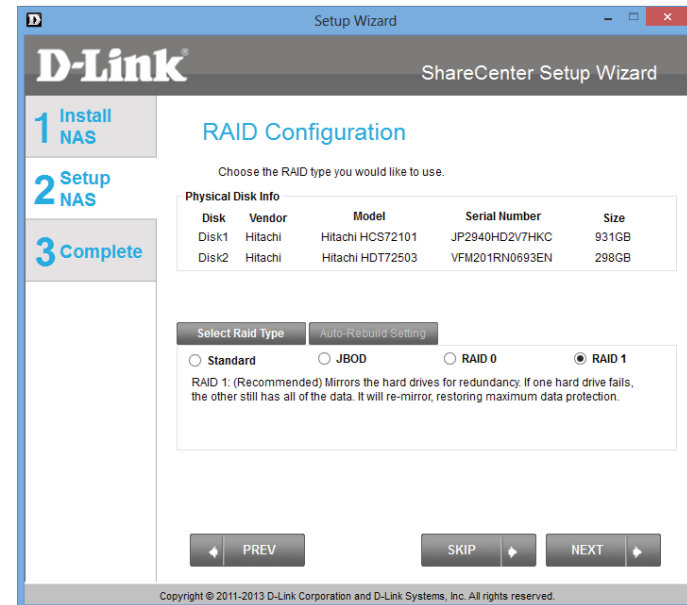 D
Setup Wizard
D-Link®
ShareCenter Setup Wizard
1 Install NAS
2 Setup NAS
3 Complete
RAID Configuration
Choose the RAID type you would like to use.
Physical Disk Info
Disk Vendor Model Serial Number Size
Disk1 Hitachi Hitachi HCS72101 JP2940HD2V7HKC 931GB
Disk2 Hitachi Hitachi HDT72503 VFM201RN0693EN 298GB
Select Raid Type Auto-Rebuild Setting
Standard JBOD RAID 0 RAID 1
RAID 1: (Recommended) Mirrors the hard drives for redundancy. If one hard drive fails,
the other still has all of the data. It will re-mirror, restoring maximum data protection.
PREV SKIP NEXT
Copyright © 2011-2013 D-Link Corporation and D-Link Systems, Inc. All rights reserved.